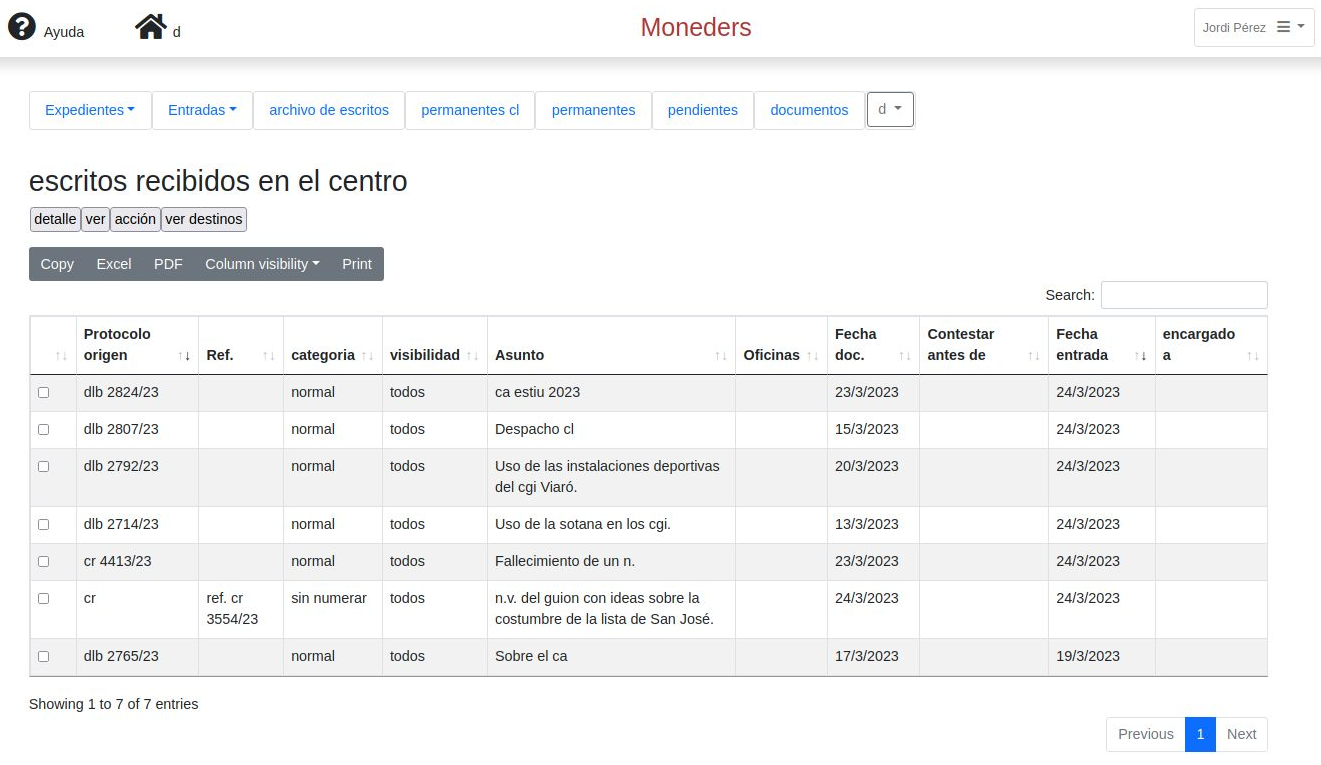 Ayuda d Moneders Jordi Pérez
Expedientes Entradas archivo de escritos permanentes cl permanentes pendientes documentos d
escritos recibidos en el centro
detalle ver acción ver destinos
Copy Excel PDF Column visibility Print
Search:
Protocolo origen Ref. categoria visibilidad Asunto Oficinas Fecha doc. Contestar antes de Fecha entrada encargado a
dlb 2824/23 normal todos ca estiu 2023 23/3/2023 24/3/2023
dlb 2807/23 normal todos Despacho cl 15/3/2023 24/3/2023
dlb 2792/23 normal todos Uso de las instalaciones deportivas del cgi Viaró. 20/3/2023 24/3/2023
dlb 2714/23 normal todos Uso de la sotana en los cgi. 13/3/2023 24/3/2023
cr 4413/23 normal todos Fallecimiento de un n. 23/3/2023 24/3/2023
cr ref. cr 3554/23 sin numerar todos n.v. del guion con ideas sobre la costumbre de la lista de San José. 24/3/2023 24/3/2023
dlb 2765/23 normal todos Sobre el ca 17/3/2023 19/3/2023
Showing 1 to 7 of 7 entries
Previous 1 Next